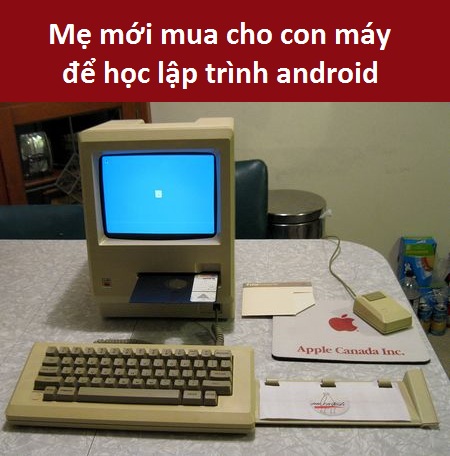 Mẹ mới mua cho con máy
để học lập trình android
Apple Canada Inc.